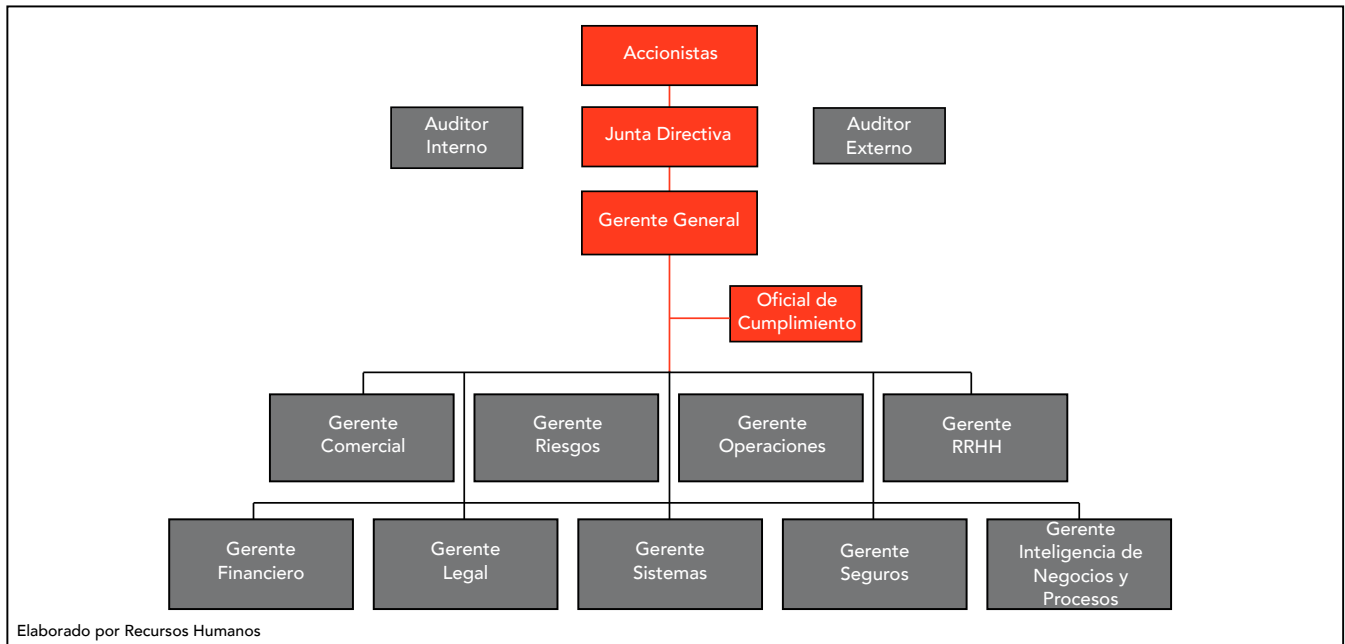 Accionistas
Auditor
Interno
Junta Directiva
Auditor
Externo
Gerente General
Oficial de
Cumplimiento
Gerente
Comercial
Gerente
Riesgos
Gerente
Operaciones
Gerente
RRHH
Gerente
Financiero
Gerente
Legal
Gerente
Sistemas
Gerente
Seguros
Gerente
Inteligencia de
Negocios y
Procesos
Elaborado por Recursos Humanos